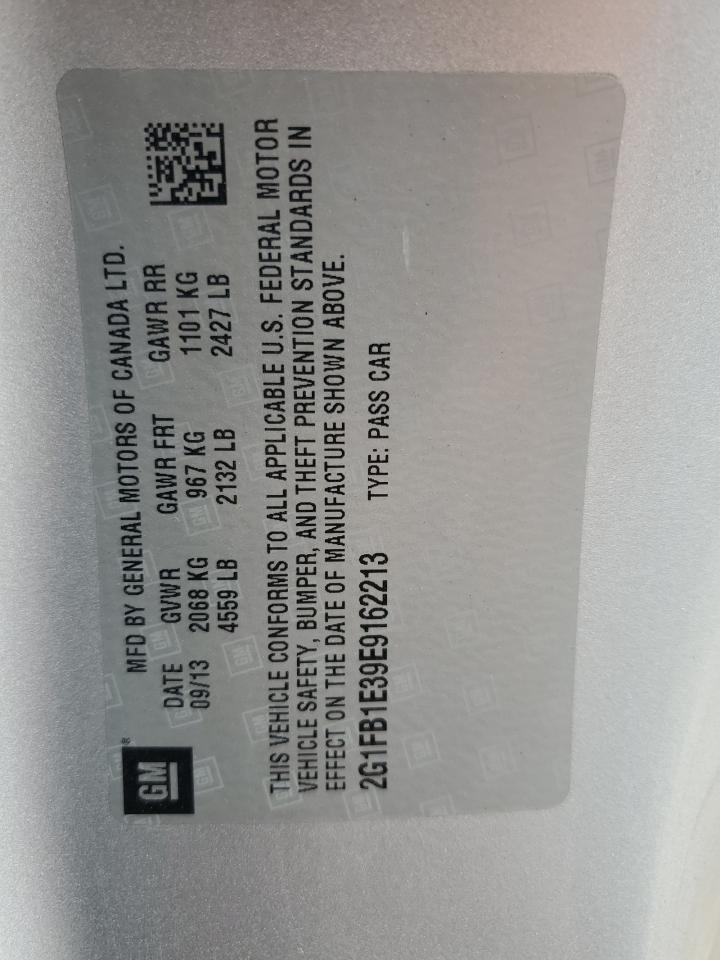 GM®
MFD BY GENERAL MOTORS OF CANADA LTD.
DATE GVWR GAWR FRT GAWR RR
09/13 2068 KG 967 KG 1101 KG
4559 LB 2132 LB 2427 LB
THIS VEHICLE CONFORMS TO ALL APPLICABLE U.S. FEDERAL MOTOR
VEHICLE SAFETY, BUMPER, AND THEFT PREVENTION STANDARDS IN
EFFECT ON THE DATE OF MANUFACTURE SHOWN ABOVE.
2G1FB1E39E9162213 TYPE: PASS CAR